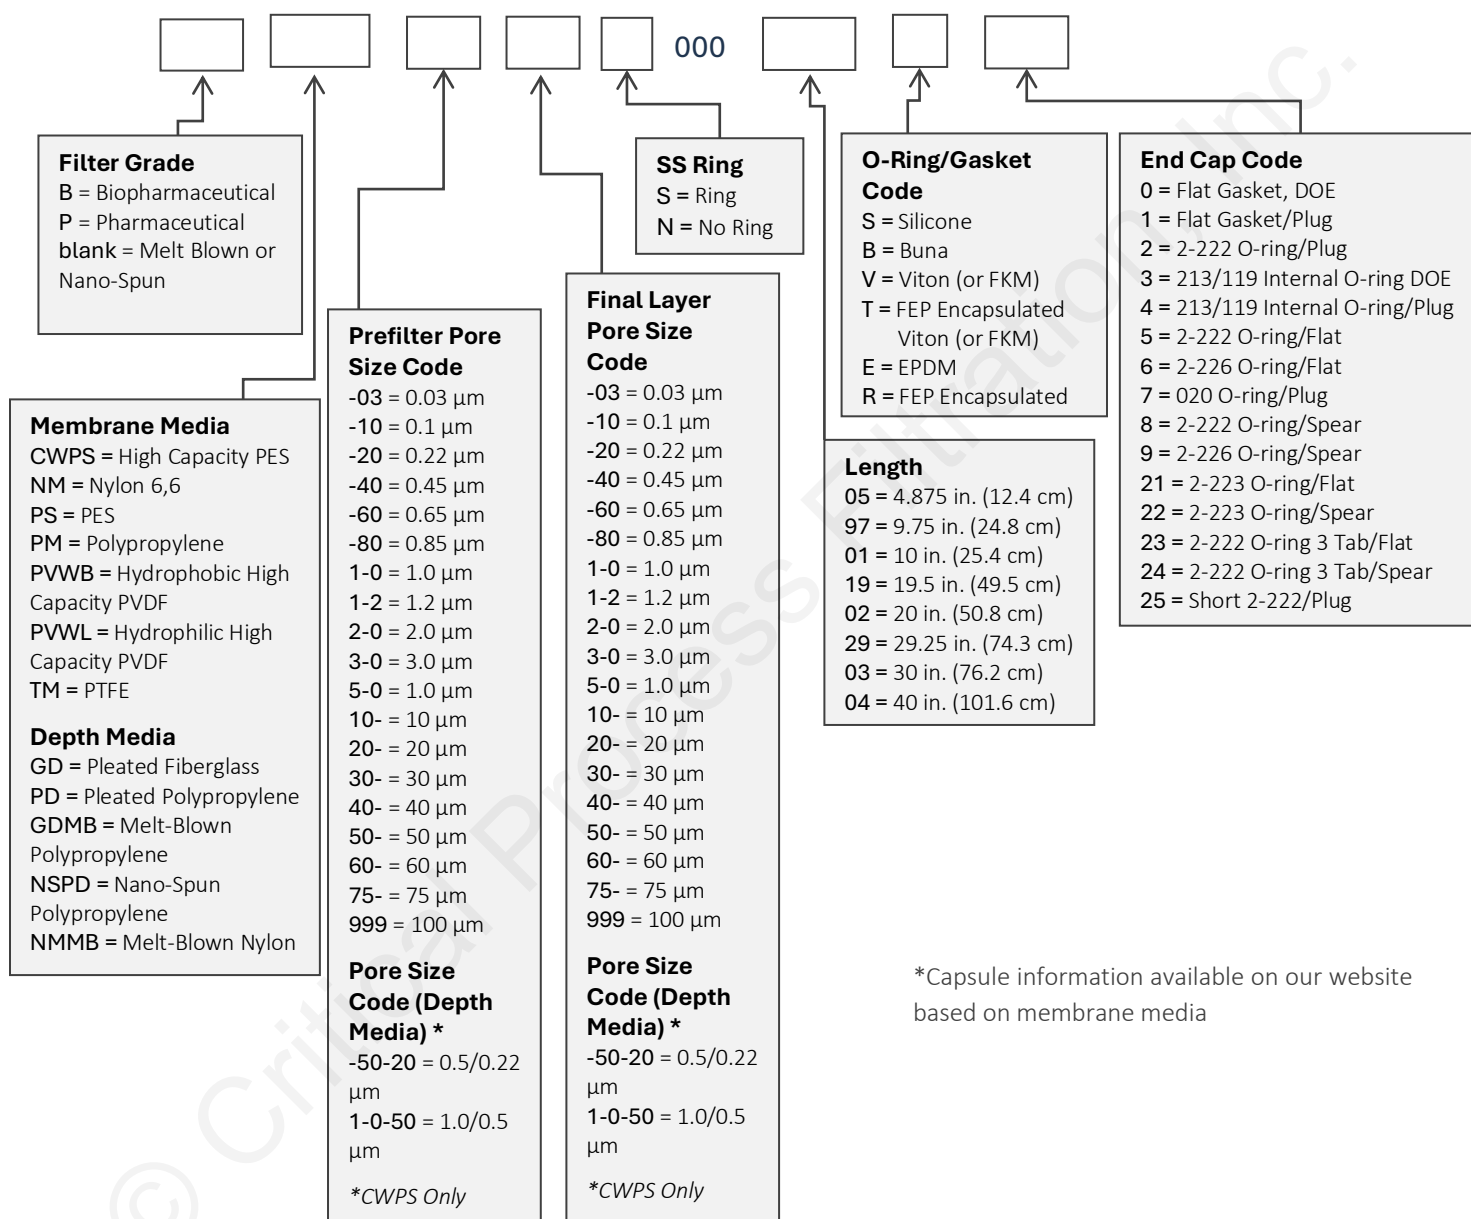 000
Filter Grade
B = Biopharmaceutical
P = Pharmaceutical
blank = Melt Blown or
Nano-Spun
Membrane Media
CWPS = High Capacity PES
NM = Nylon 6,6
PS = PES
PM = Polypropylene
PVWB = Hydrophobic High
Capacity PVDF
PVWL = Hydrophilic High
Capacity PVDF
TM = PTFE
Depth Media
GD = Pleated Fiberglass
PD = Pleated Polypropylene
GDMB = Melt-Blown
Polypropylene
NSPD = Nano-Spun
Polypropylene
NMMB = Melt-Blown Nylon
Prefilter Pore
Size Code
-03 = 0.03 µm
-10 = 0.1 µm
-20 = 0.22 µm
-40 = 0.45 µm
-60 = 0.65 µm
-80 = 0.85 µm
1-0 = 1.0 µm
1-2 = 1.2 µm
2-0 = 2.0 µm
3-0 = 3.0 µm
5-0 = 1.0 µm
10- = 10 µm
20- = 20 µm
30- = 30 µm
40- = 40 µm
50- = 50 µm
60- = 60 µm
75- = 75 µm
999 = 100 µm
Pore Size
Code (Depth
Media) *
-50-20 = 0.5/0.22
µm
1-0-50 = 1.0/0.5
µm
*CWPS Only
Final Layer
Pore Size
Code
-03 = 0.03 µm
-10 = 0.1 µm
-20 = 0.22 µm
-40 = 0.45 µm
-60 = 0.65 µm
-80 = 0.85 µm
1-0 = 1.0 µm
1-2 = 1.2 µm
2-0 = 2.0 µm
3-0 = 3.0 µm
5-0 = 1.0 µm
10- = 10 µm
20- = 20 µm
30- = 30 µm
40- = 40 µm
50- = 50 µm
60- = 60 µm
75- = 75 µm
999 = 100 µm
Pore Size
Code (Depth
Media) *
-50-20 = 0.5/0.22
µm
1-0-50 = 1.0/0.5
µm
*CWPS Only
SS Ring
S = Ring
N = No Ring
Length
05 = 4.875 in. (12.4 cm)
97 = 9.75 in. (24.8 cm)
01 = 10 in. (25.4 cm)
19 = 19.5 in. (49.5 cm)
02 = 20 in. (50.8 cm)
29 = 29.25 in. (74.3 cm)
03 = 30 in. (76.2 cm)
04 = 40 in. (101.6 cm)
O-Ring/Gasket
Code
S = Silicone
B = Buna
V = Viton (or FKM)
T = FEP Encapsulated
Viton (or FKM)
E = EPDM
R = FEP Encapsulated
End Cap Code
0 = Flat Gasket, DOE
1 = Flat Gasket/Plug
2 = 2-222 O-ring/Plug
3 = 213/119 Internal O-ring DOE
4 = 213/119 Internal O-ring/Plug
5 = 2-222 O-ring/Flat
6 = 2-226 O-ring/Flat
7 = 020 O-ring/Plug
8 = 2-222 O-ring/Spear
9 = 2-226 O-ring/Spear
21 = 2-223 O-ring/Flat
22 = 2-223 O-ring/Spear
23 = 2-222 O-ring 3 Tab/Flat
24 = 2-222 O-ring 3 Tab/Spear
25 = Short 2-222/Plug
*Capsule information available on our website
based on membrane media
© Critical Process Filtration, Inc.